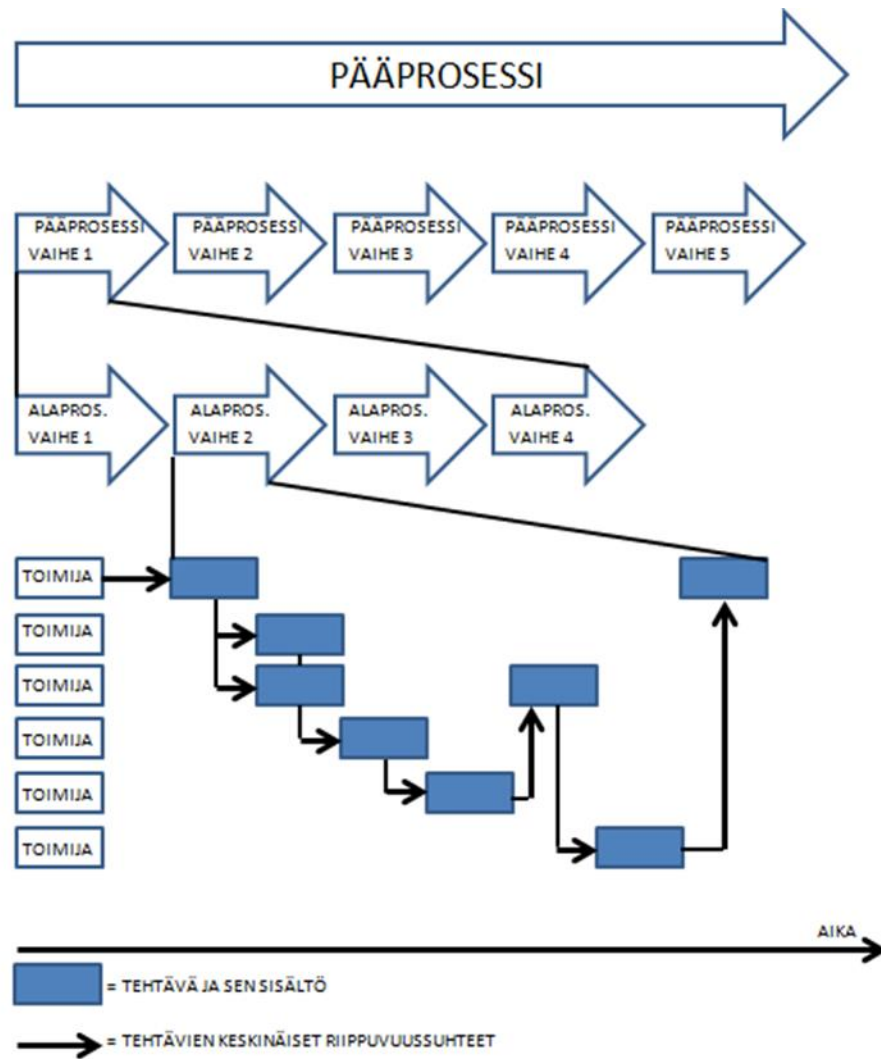 PÄÄPROSESSI
PÄÄPROSESSI
VAIHE 1
PÄÄPROSESSI
VAIHE 2
PÄÄPROSESSI
VAIHE 3
PÄÄPROSESSI
VAIHE 4
PÄÄPROSESSI
VAIHE 5
ALAPROS.
VAIHE 1
ALAPROS.
VAIHE 2
ALAPROS.
VAIHE 3
ALAPROS.
VAIHE 4
TOIMIJA
TOIMIJA
TOIMIJA
TOIMIJA
TOIMIJA
TOIMIJA
AIKA
= TEHTÄVÄ JA SEN SISÄLTÖ
= TEHTÄVIEN KESKINÄISET RIIPPUVUUSSUHTEET